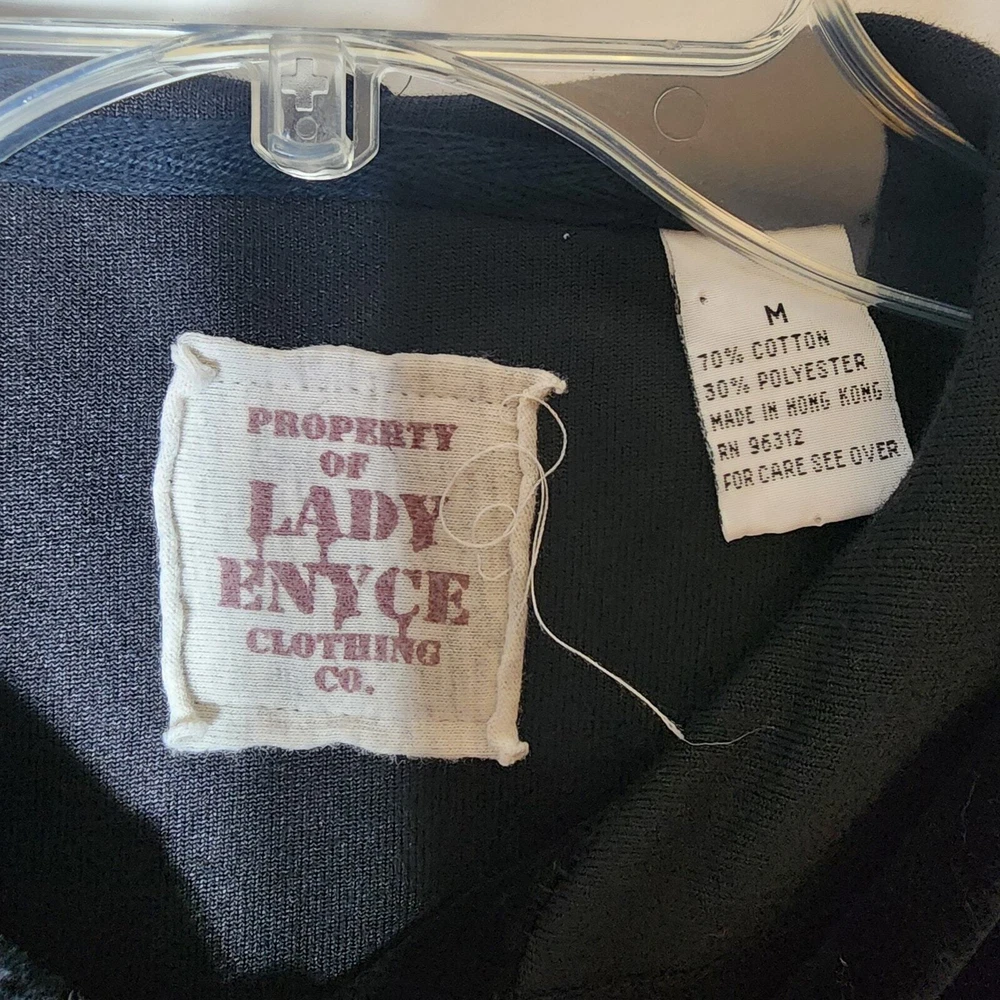 PROPERTY
OF
LADY
ENYCE
CLOTHING
CO.
M
70% COTTON
30% POLYESTER
MADE IN HONG KONG
RN 96312
FOR CARE SEE OVER